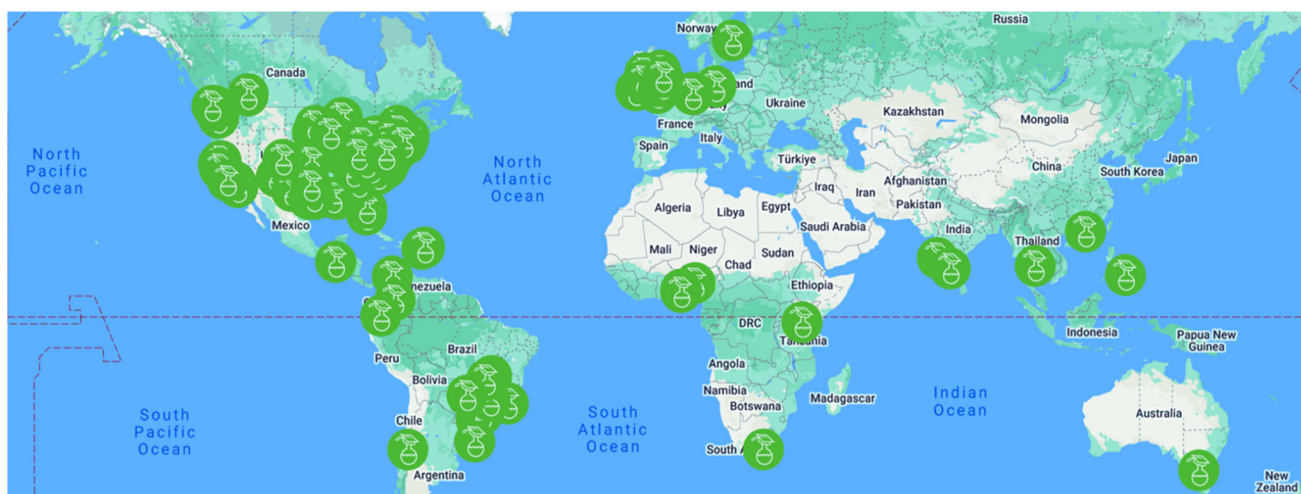 Norway
Russia
Canada
Ukraine
Kazakhstan
Mongolia
France
Italy
North
Pacific
Ocean
North
Atlantic
Ocean
Spain
Türkiye
Japan
China
South Korea
Iraq
Iran
Afghanistan
Pakistan
Algeria
Libya
Egypt
Saudi Arabia
Mexico
India
Thailand
Mali
Niger
Chad
Sudan
Ethiopia
DRC
Tanzania
Indonesia
Papua New
Guinea
Brazil
Peru
Bolivia
Angola
Namibia
Botswana
Madagascar
Indian
Ocean
South
Pacific
Ocean
Chile
South
Atlantic
Ocean
Australia
Argentina
New
Zealand